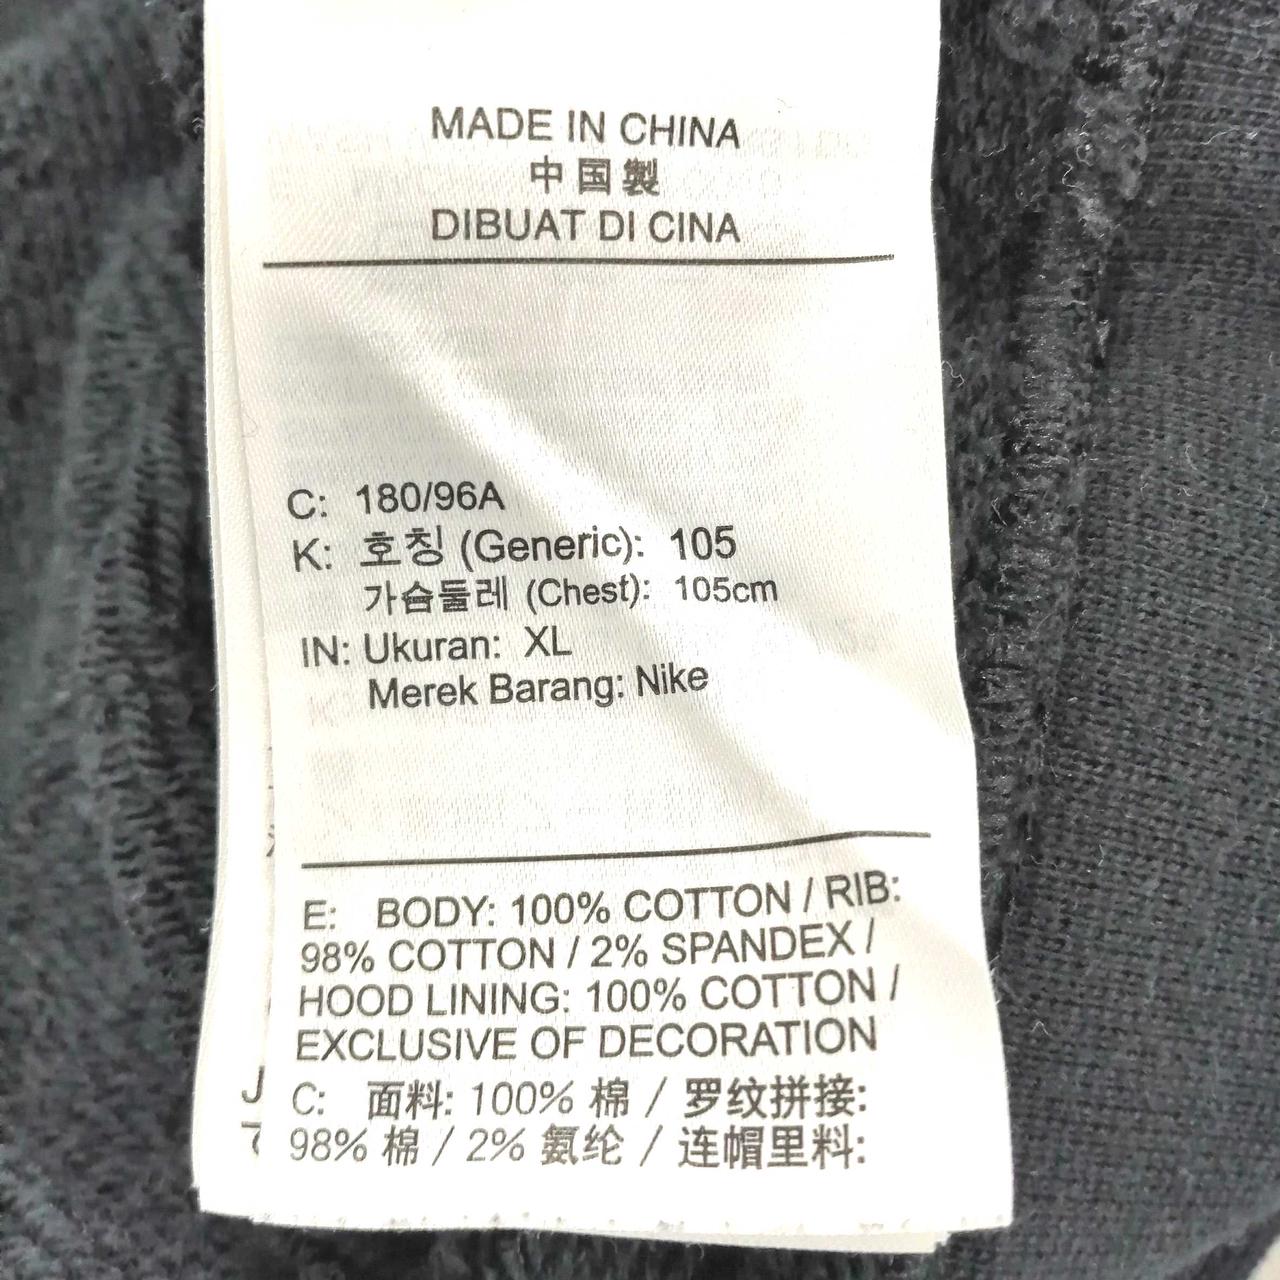 MADE IN CHINA
中国製
DIBUAT DI CINA
C: 180/96A
K: 호칭 (Generic): 105
가슴둘레 (Chest): 105cm
IN: Ukuran: XL
Merek Barang: Nike
E: BODY: 100% COTTON / RIB:
98% COTTON / 2% SPANDEX /
HOOD LINING: 100% COTTON /
EXCLUSIVE OF DECORATION
C: 面料: 100% 棉 / 罗纹拼接:
98% 棉 / 2% 氨纶 / 连帽里料: